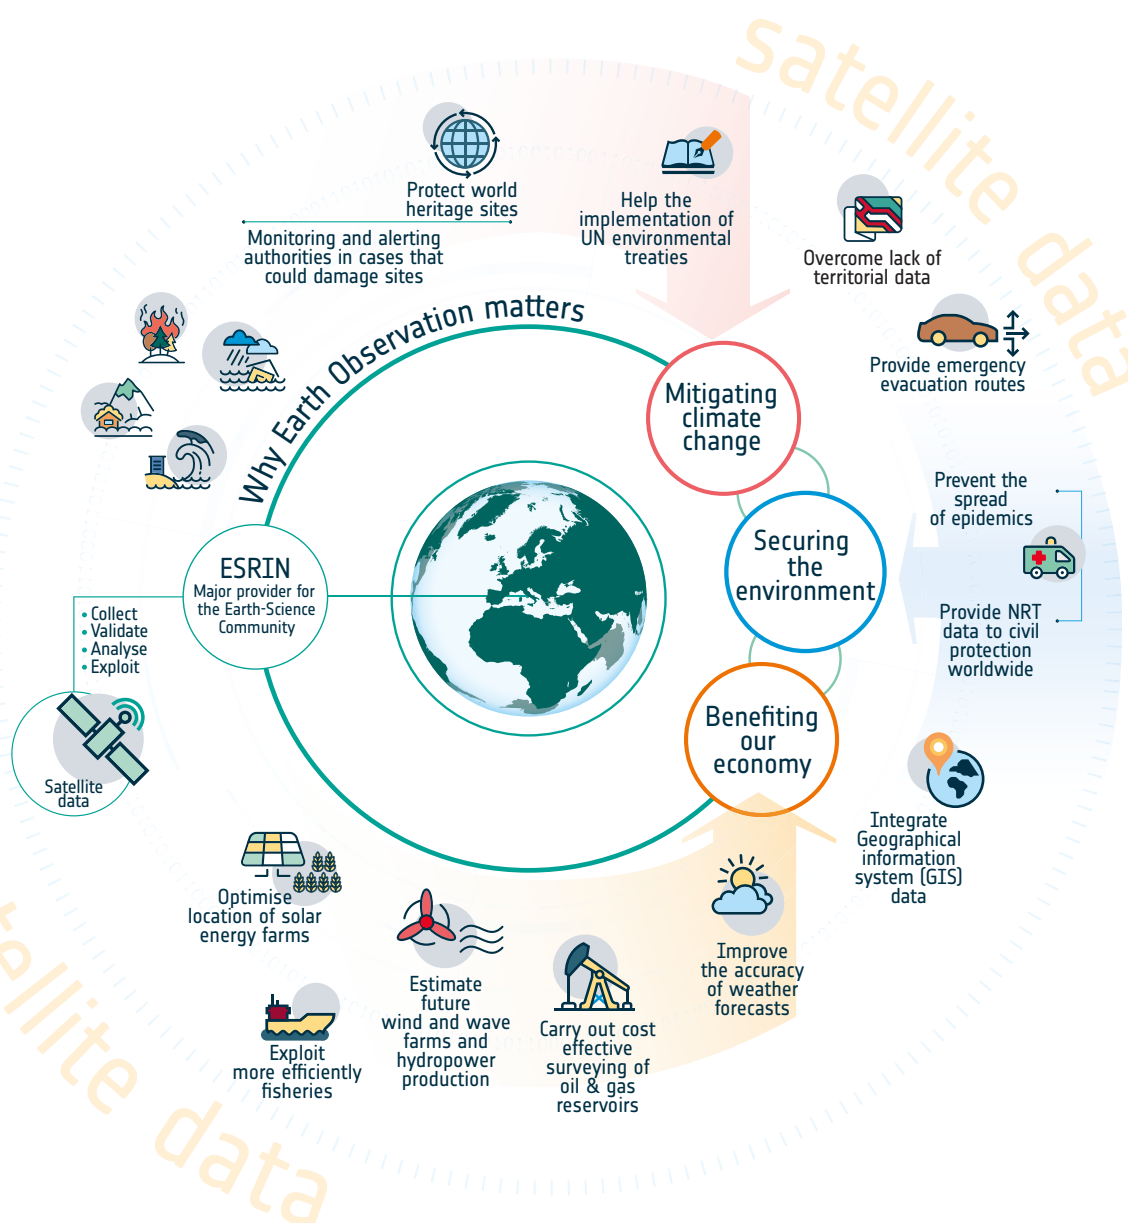 satellite data
Protect world
heritage sites
Monitoring and alerting
authorities in cases that
could damage sites
Help the
implementation of
UN environmental
treaties
Overcome lack of
territorial data
Provide emergency
evacuation routes
Why Earth Observation matters
Mitigating
climate
change
Prevent the
spread
of epidemics
Securing
the
environment
ESRIN
Major provider for
the Earth-Science
Community
• Collect
• Validate
• Analyse
• Exploit
Provide NRT
data to civil
protection
worldwide
Benefiting
our
economy
Satellite
data
Integrate
Geographical
information
system (GIS)
data
Optimise
location of solar
energy farms
Improve
the accuracy
of weather
forecasts
Estimate
future
wind and wave
farms and
hydropower
production
Carry out cost
effective
surveying of
oil & gas
reservoirs
Exploit
more efficiently
fisheries
tellite data